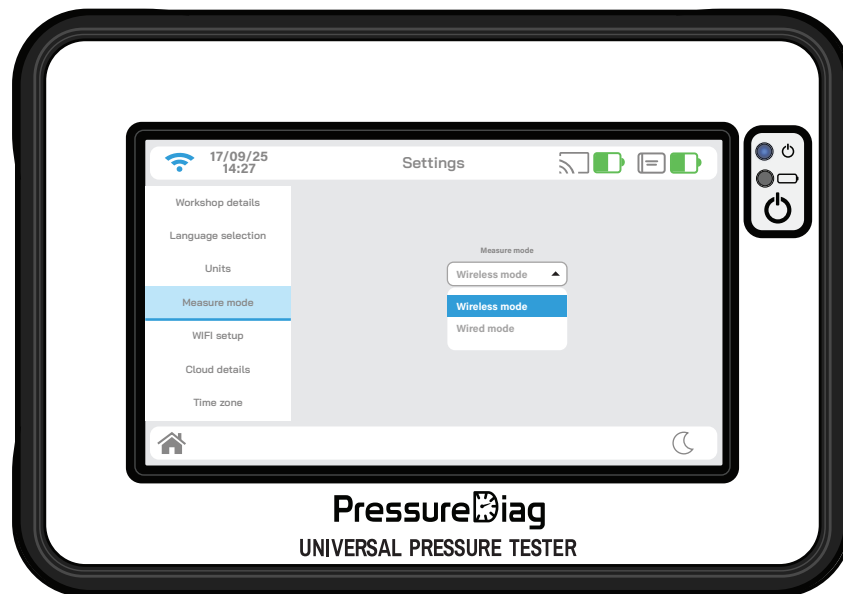 17/09/25
14:27
Settings
Workshop details
Language selection
Units
Measure mode
WIFI setup
Cloud details
Time zone
Measure mode
Wireless mode
Wireless mode
Wired mode
PressureDiag
UNIVERSAL PRESSURE TESTER